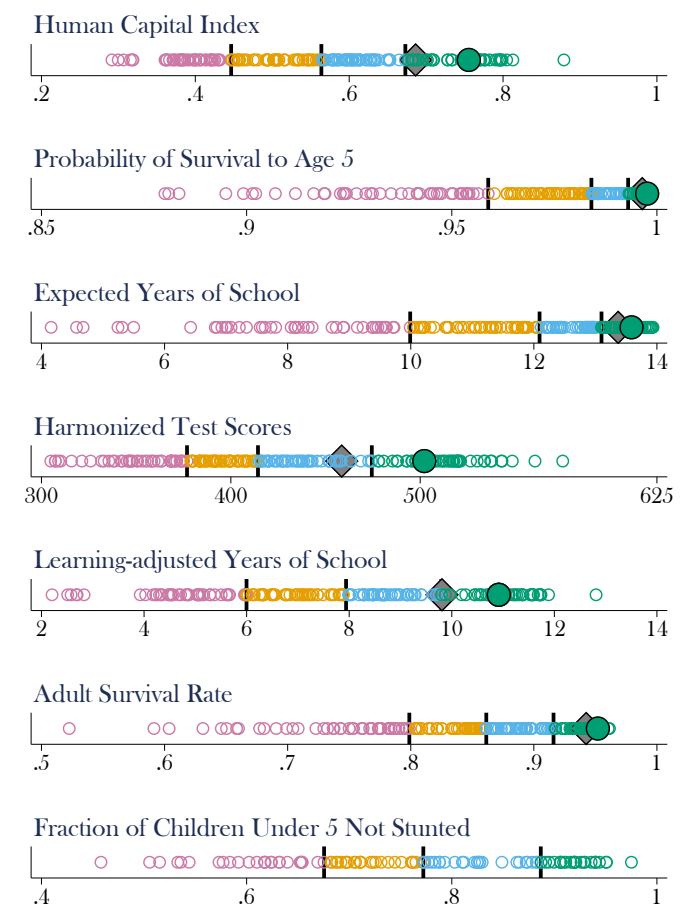 Human Capital Index
.2 .4 .6 .8 1
Probability of Survival to Age 5
.85 .9 .95 1
Expected Years of School
4 6 8 10 12 14
Harmonized Test Scores
300 400 500 625
Learning-adjusted Years of School
2 4 6 8 10 12 14
Adult Survival Rate
.5 .6 .7 .8 .9 1
Fraction of Children Under 5 Not Stunted
.4 .6 .8 1